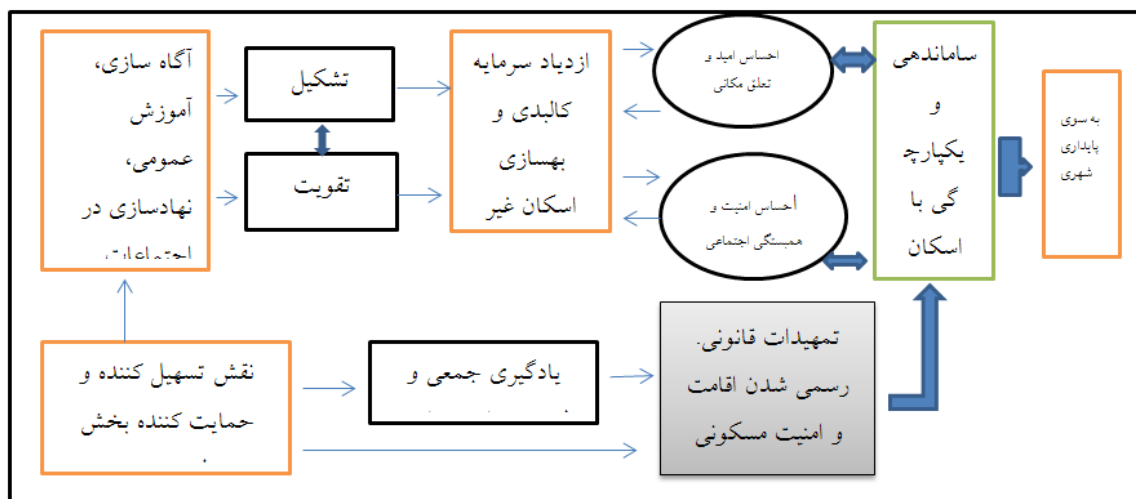 آگاه سازی،
آموزش
عمومی،
نهادسازی در
اجتماعات
تشکیل
تقویت
ازدیاد سرمایه
کالبدی و
بهسازی
اسکان غیر
احساس امید و
تعلق مکانی
أحساس امنیت و
همبستگی اجتماعی
ساماندهی
و
یکپارچ
گی با
اسکان
به سوی
پایداری
شهری
نقش تسهیل کننده و
حمایت کننده بخش
یادگیری جمعی و
تمهیدات قانونی.
رسمی شدن اقامت
و امنیت مسکونی